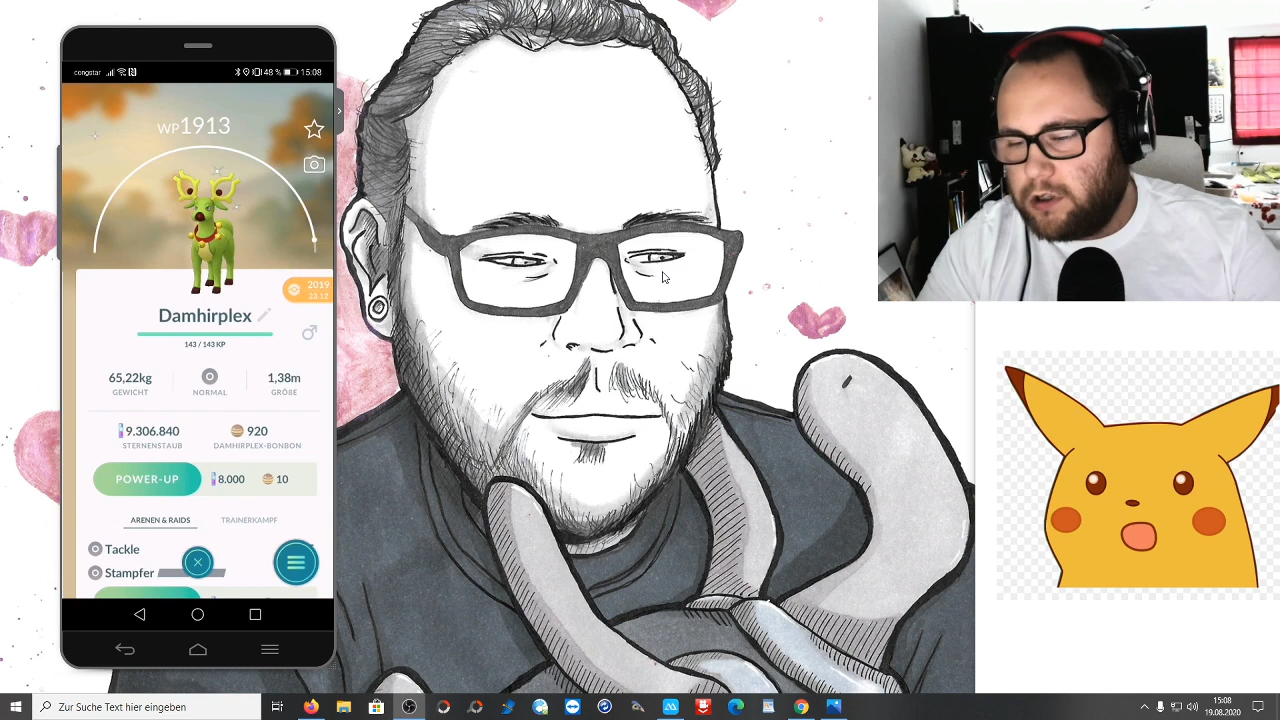 congstar 48 % 15:08
WP1913
2019
23.12
Damhirplex
143 / 143 KP
65,22kg 1,38m
GEWICHT NORMAL GRÖßE
9.306.840 920
STERNENSTAUB DAMHIRPLEX-BONBON
POWER-UP 8.000 10
ARENEN & RAIDS TRAINERKAMPF
Tackle
Stampfer
Zur Suche Text hier eingeben
15:08
19.08.2020